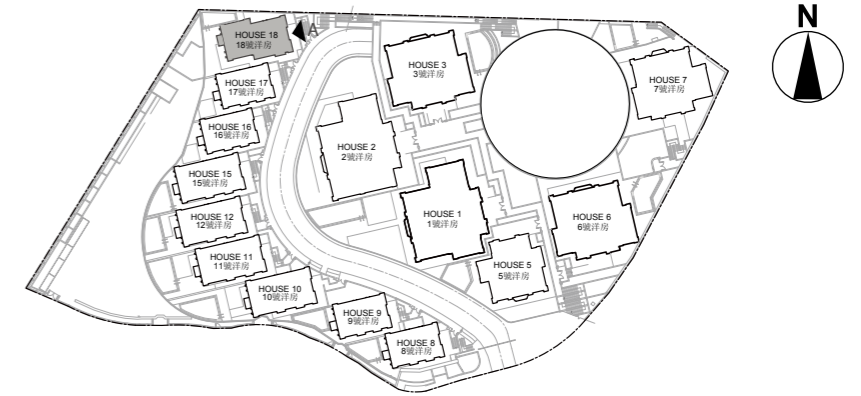 N
HOUSE 18
18號洋房
A
HOUSE 17
17號洋房
HOUSE 16
16號洋房
HOUSE 15
15號洋房
HOUSE 12
12號洋房
HOUSE 11
11號洋房
HOUSE 10
10號洋房
HOUSE 9
9號洋房
HOUSE 8
8號洋房
HOUSE 3
3號洋房
HOUSE 2
2號洋房
HOUSE 1
1號洋房
HOUSE 5
5號洋房
HOUSE 6
6號洋房
HOUSE 7
7號洋房